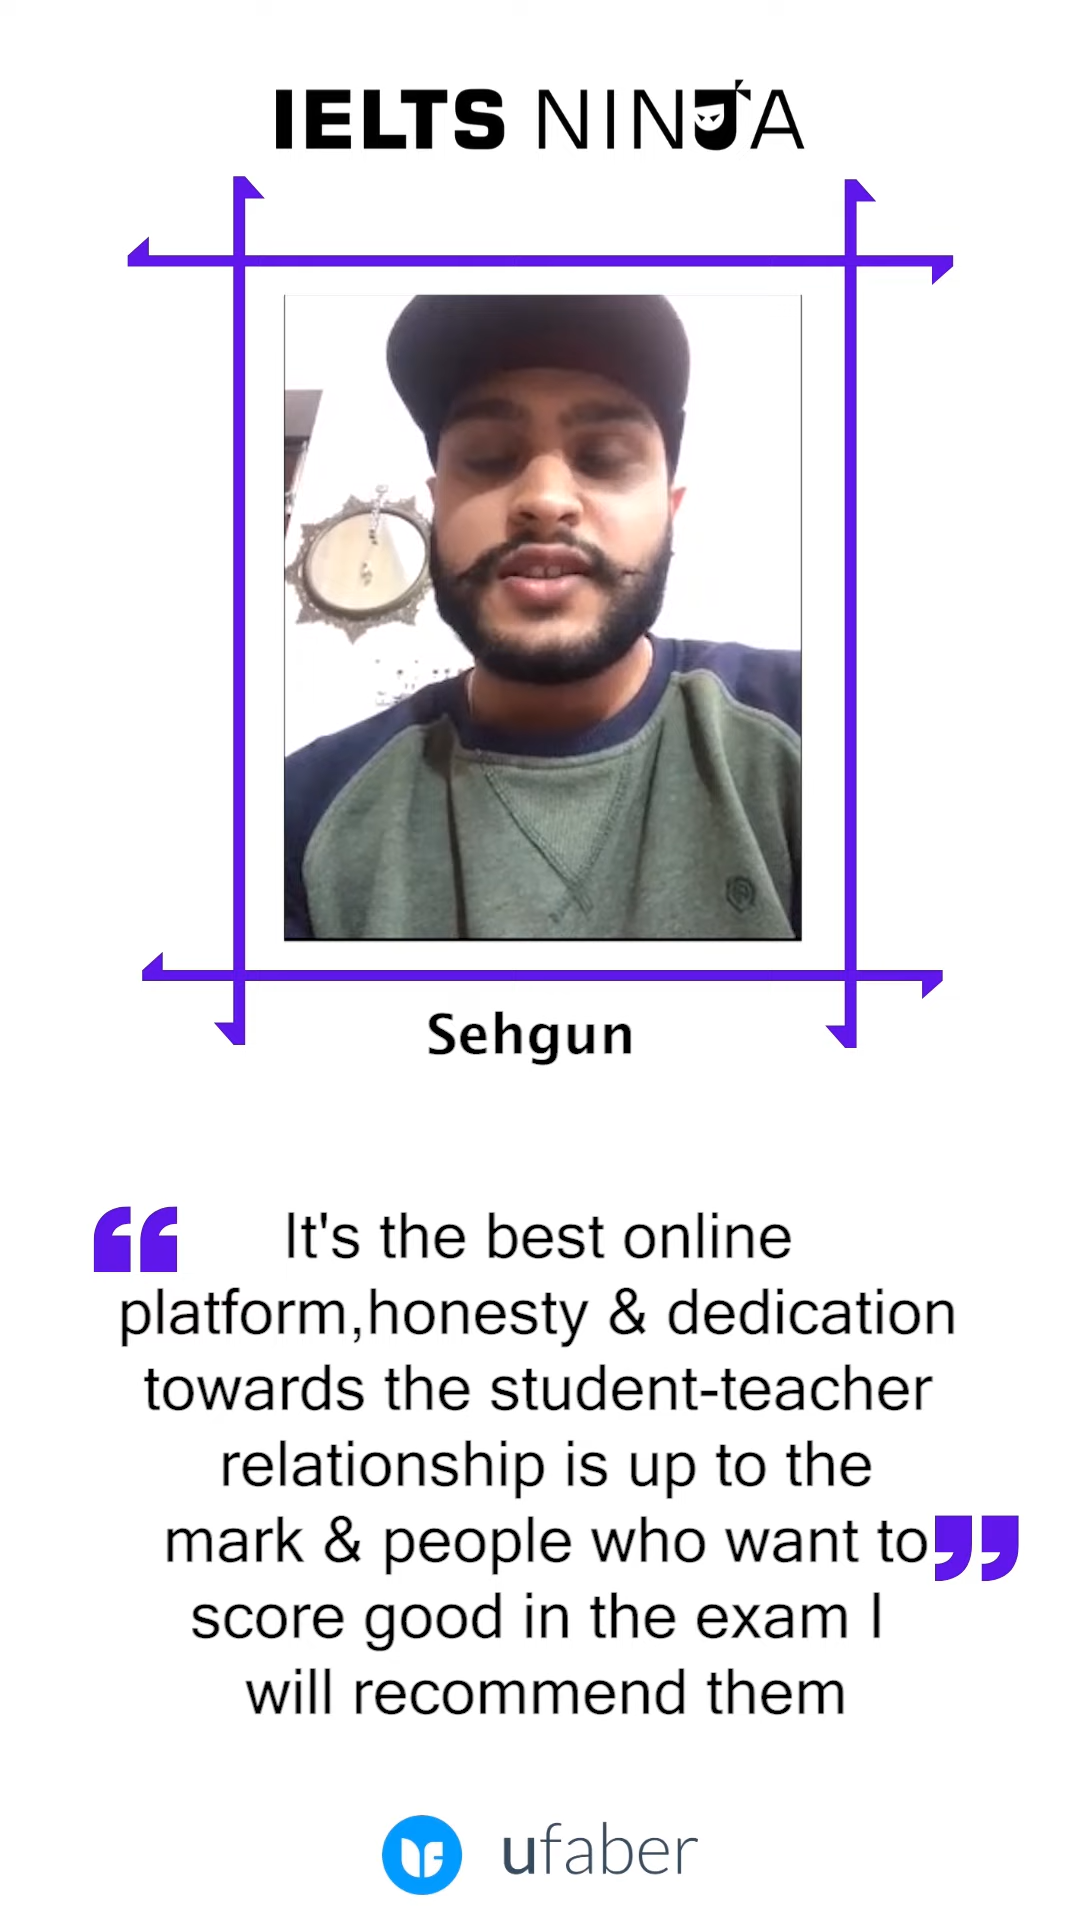 IELTS NINJA
Sehgun
It's the best online
platform,honesty & dedication
towards the student-teacher
relationship is up to the
mark & people who want to
score good in the exam I
will recommend them
ufaber